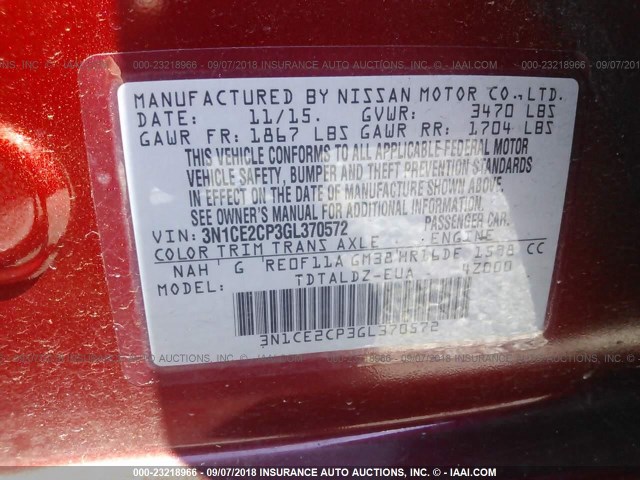 000-23218966 - 09/07/2018 INSURANCE AUTO AUCTIONS, INC. - © - WWW.IAAI.COM
MANUFACTURED BY NISSAN MOTOR CO.,LTD.
DATE: 11/15. GVWR: 3470 LBS
GAWR FR: 1867 LBS GAWR RR: 1704 LBS
THIS VEHICLE CONFORMS TO ALL APPLICABLE FEDERAL MOTOR
VEHICLE SAFETY, BUMPER AND THEFT PREVENTION STANDARDS
IN EFFECT ON THE DATE OF MANUFACTURE SHOWN ABOVE.
SEE OWNER'S MANUAL FOR ADDITIONAL INFORMATION.
VIN: 3N1CE2CP3GL370572 PASSENGER CAR.
COLOR TRIM TRANS AXLE ENGINE
NAH G RE0F11A GM38 HR16DE 1598 CC
MODEL: TDTALDZ-EUA 4Z000
3N1CE2CP3GL370572
000-23218966 - 09/07/2018 INSURANCE AUTO AUCTIONS, INC. - © - WWW.IAAI.COM